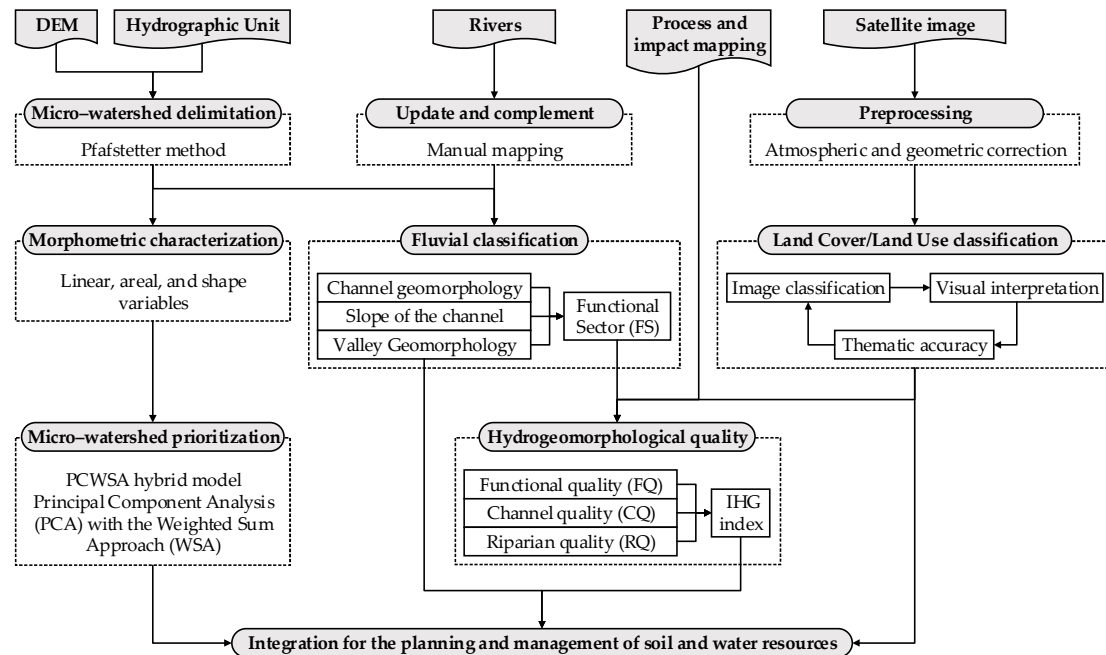 DEM
Hydrographic Unit
Rivers
Process and
impact mapping
Satellite image
Micro–watershed delimitation
Pfafstetter method
Update and complement
Manual mapping
Preprocessing
Atmospheric and geometric correction
Morphometric characterization
Linear, areal, and shape
variables
Fluvial classification
Channel geomorphology
Slope of the channel
Valley Geomorphology
Functional
Sector (FS)
Land Cover/Land Use classification
Image classification
Visual interpretation
Thematic accuracy
Micro–watershed prioritization
PCWSA hybrid model
Principal Component Analysis
(PCA) with the Weighted Sum
Approach (WSA)
Hydrogeomorphological quality
Functional quality (FQ)
Channel quality (CQ)
Riparian quality (RQ)
IHG
index
Integration for the planning and management of soil and water resources